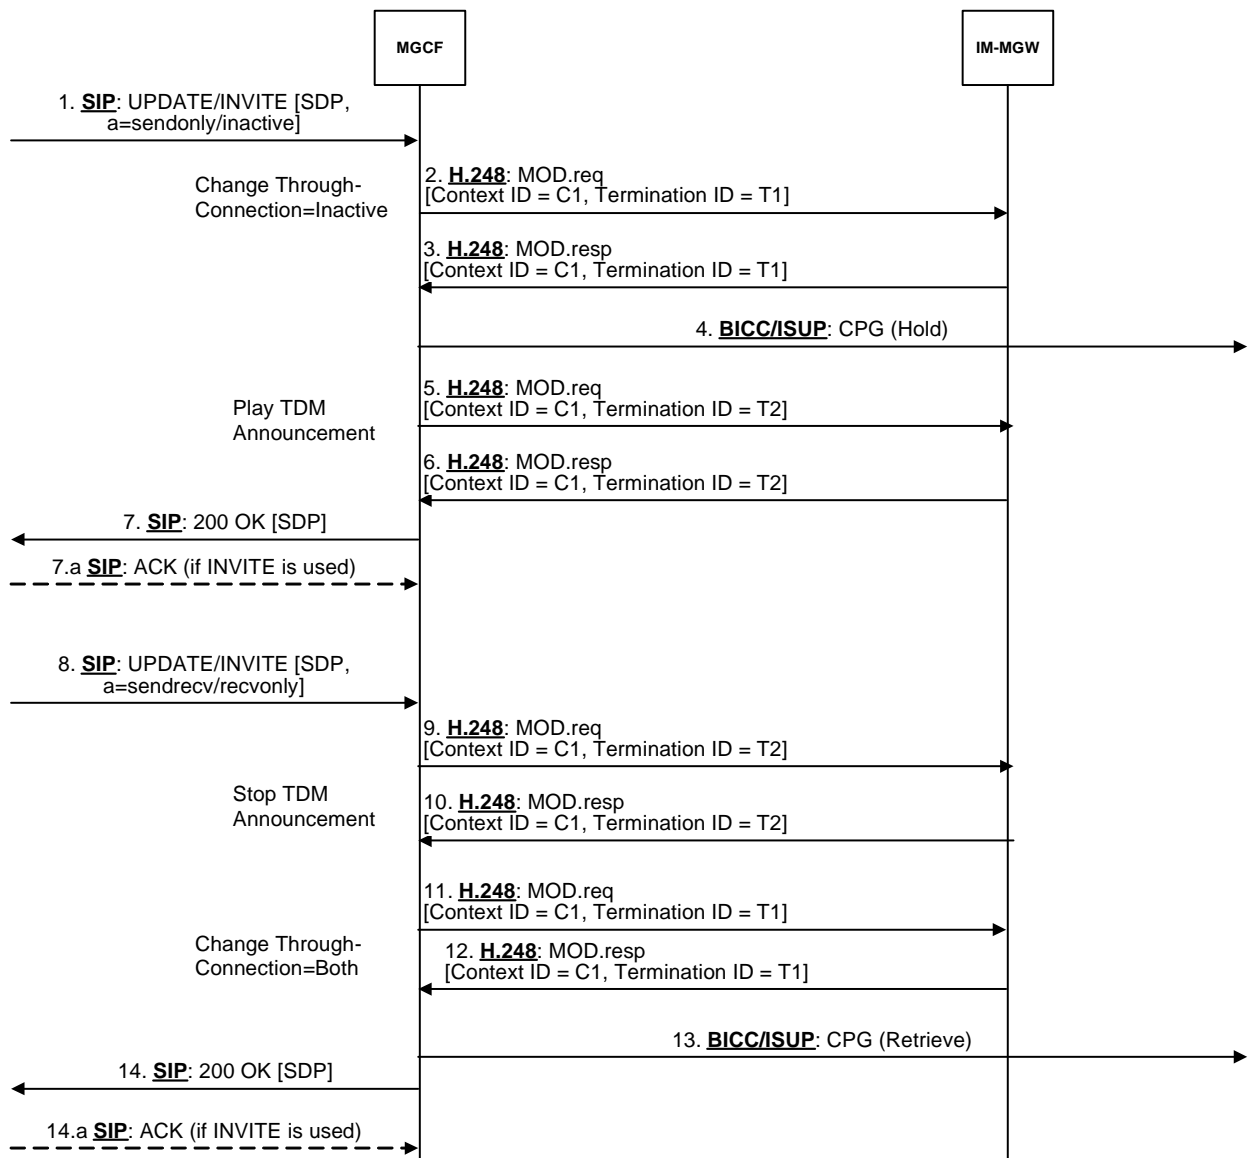 MGCF
IM-MGW
1. SIP: UPDATE/INVITE [SDP,
a=sendonly/inactive]
Change Through-
Connection=Inactive
2. H.248: MOD.req
[Context ID = C1, Termination ID = T1]
3. H.248: MOD.resp
[Context ID = C1, Termination ID = T1]
4. BICC/ISUP: CPG (Hold)
Play TDM
Announcement
5. H.248: MOD.req
[Context ID = C1, Termination ID = T2]
6. H.248: MOD.resp
[Context ID = C1, Termination ID = T2]
7. SIP: 200 OK [SDP]
7.a SIP: ACK (if INVITE is used)
8. SIP: UPDATE/INVITE [SDP,
a=sendrecv/recvonly]
9. H.248: MOD.req
[Context ID = C1, Termination ID = T2]
Stop TDM
Announcement
10. H.248: MOD.resp
[Context ID = C1, Termination ID = T2]
11. H.248: MOD.req
[Context ID = C1, Termination ID = T1]
Change Through-
Connection=Both
12. H.248: MOD.resp
[Context ID = C1, Termination ID = T1]
13. BICC/ISUP: CPG (Retrieve)
14. SIP: 200 OK [SDP]
14.a SIP: ACK (if INVITE is used)